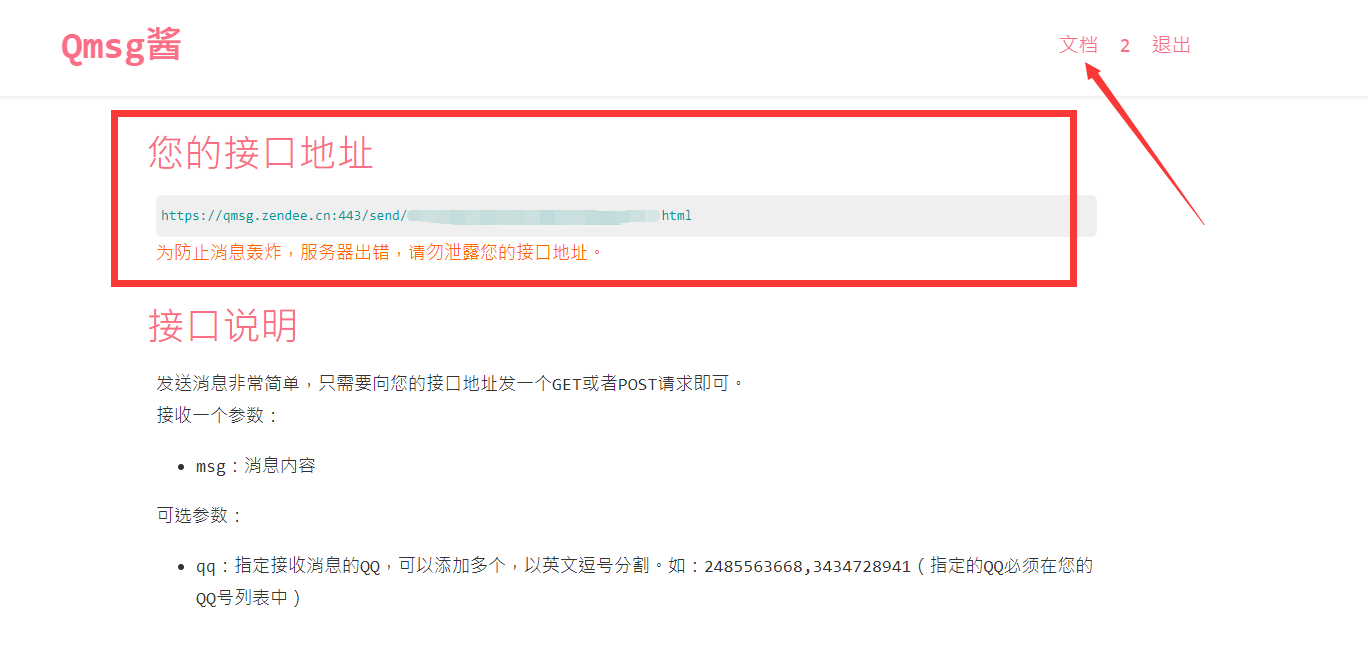 Qmsg酱
文档 2 退出
您的接口地址
https://qmsg.zendee.cn:443/send/ html
为防止消息轰炸，服务器出错，请勿泄露您的接口地址。
接口说明
发送消息非常简单，只需要向您的接口地址发一个GET或者POST请求即可。
接收一个参数：
• msg：消息内容
可选参数：
• qq：指定接收消息的QQ，可以添加多个，以英文逗号分割。如：2485563668,3434728941（指定的QQ必须在您的
QQ号列表中）